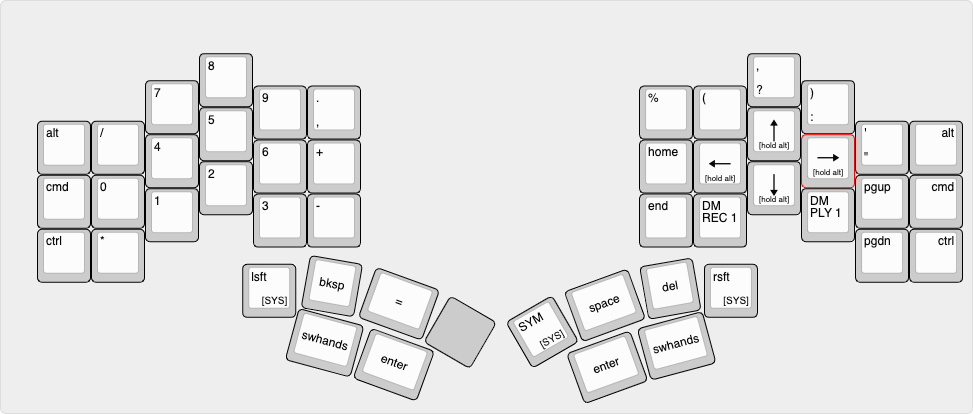 alt
/
7
8
9
.
,
cmd
0
4
5
6
+
ctrl
*
1
2
3
-
lsft
[SYS]
bksp
=
swhands
enter
%
(
,
?
)
:
'
"
alt
home
←
[hold alt]
↑
[hold alt]
→
[hold alt]
pgup
cmd
end
DM
REC 1
↓
[hold alt]
DM
PLY 1
pgdn
ctrl
SYM
[SYS]
space
del
rsft
[SYS]
enter
swhands